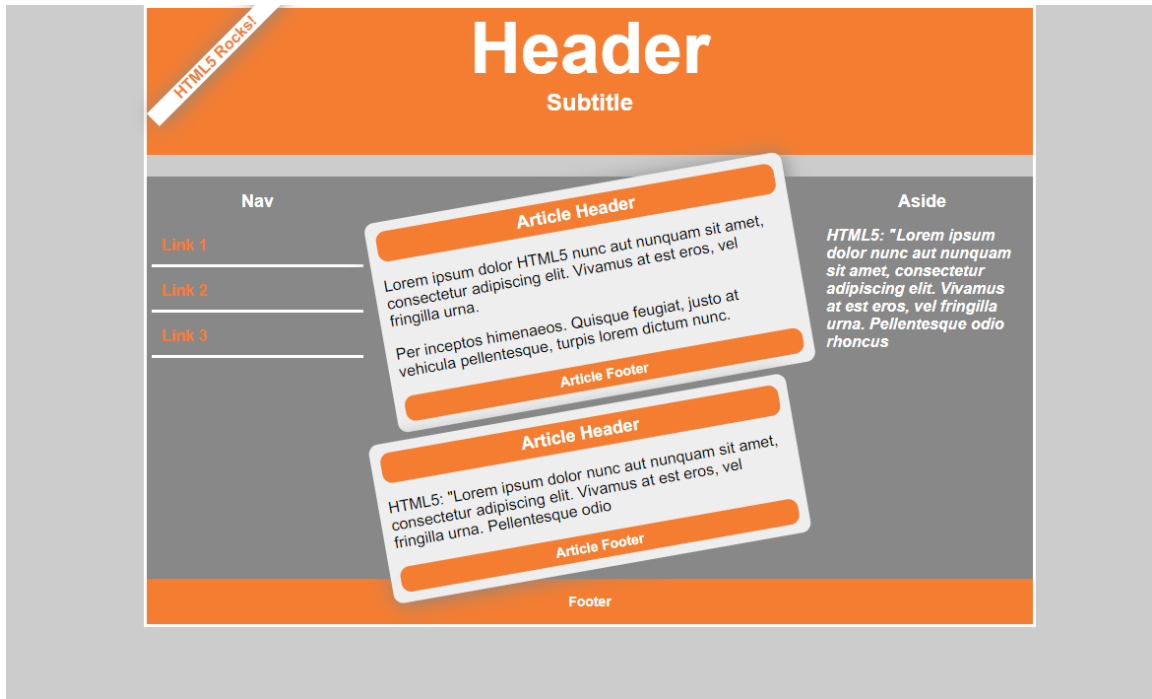 HTML5 Rocks!
Header
Subtitle
Nav
Link 1
Link 2
Link 3
Article Header
Lorem ipsum dolor HTML5 nunc aut nunquam sit amet,
consectetur adipiscing elit. Vivamus at est eros, vel
fringilla urna.
Per inceptos himenaeos. Quisque feugiat, justo at
vehicula pellentesque, turpis lorem dictum nunc.
Article Footer
Article Header
HTML5: "Lorem ipsum dolor nunc aut nunquam sit amet,
consectetur adipiscing elit. Vivamus at est eros, vel
fringilla urna. Pellentesque odio
Article Footer
Aside
HTML5: "Lorem ipsum
dolor nunc aut nunquam
sit amet, consectetur
adipiscing elit. Vivamus
at est eros, vel fringilla
urna. Pellentesque odio
rhoncus
Footer